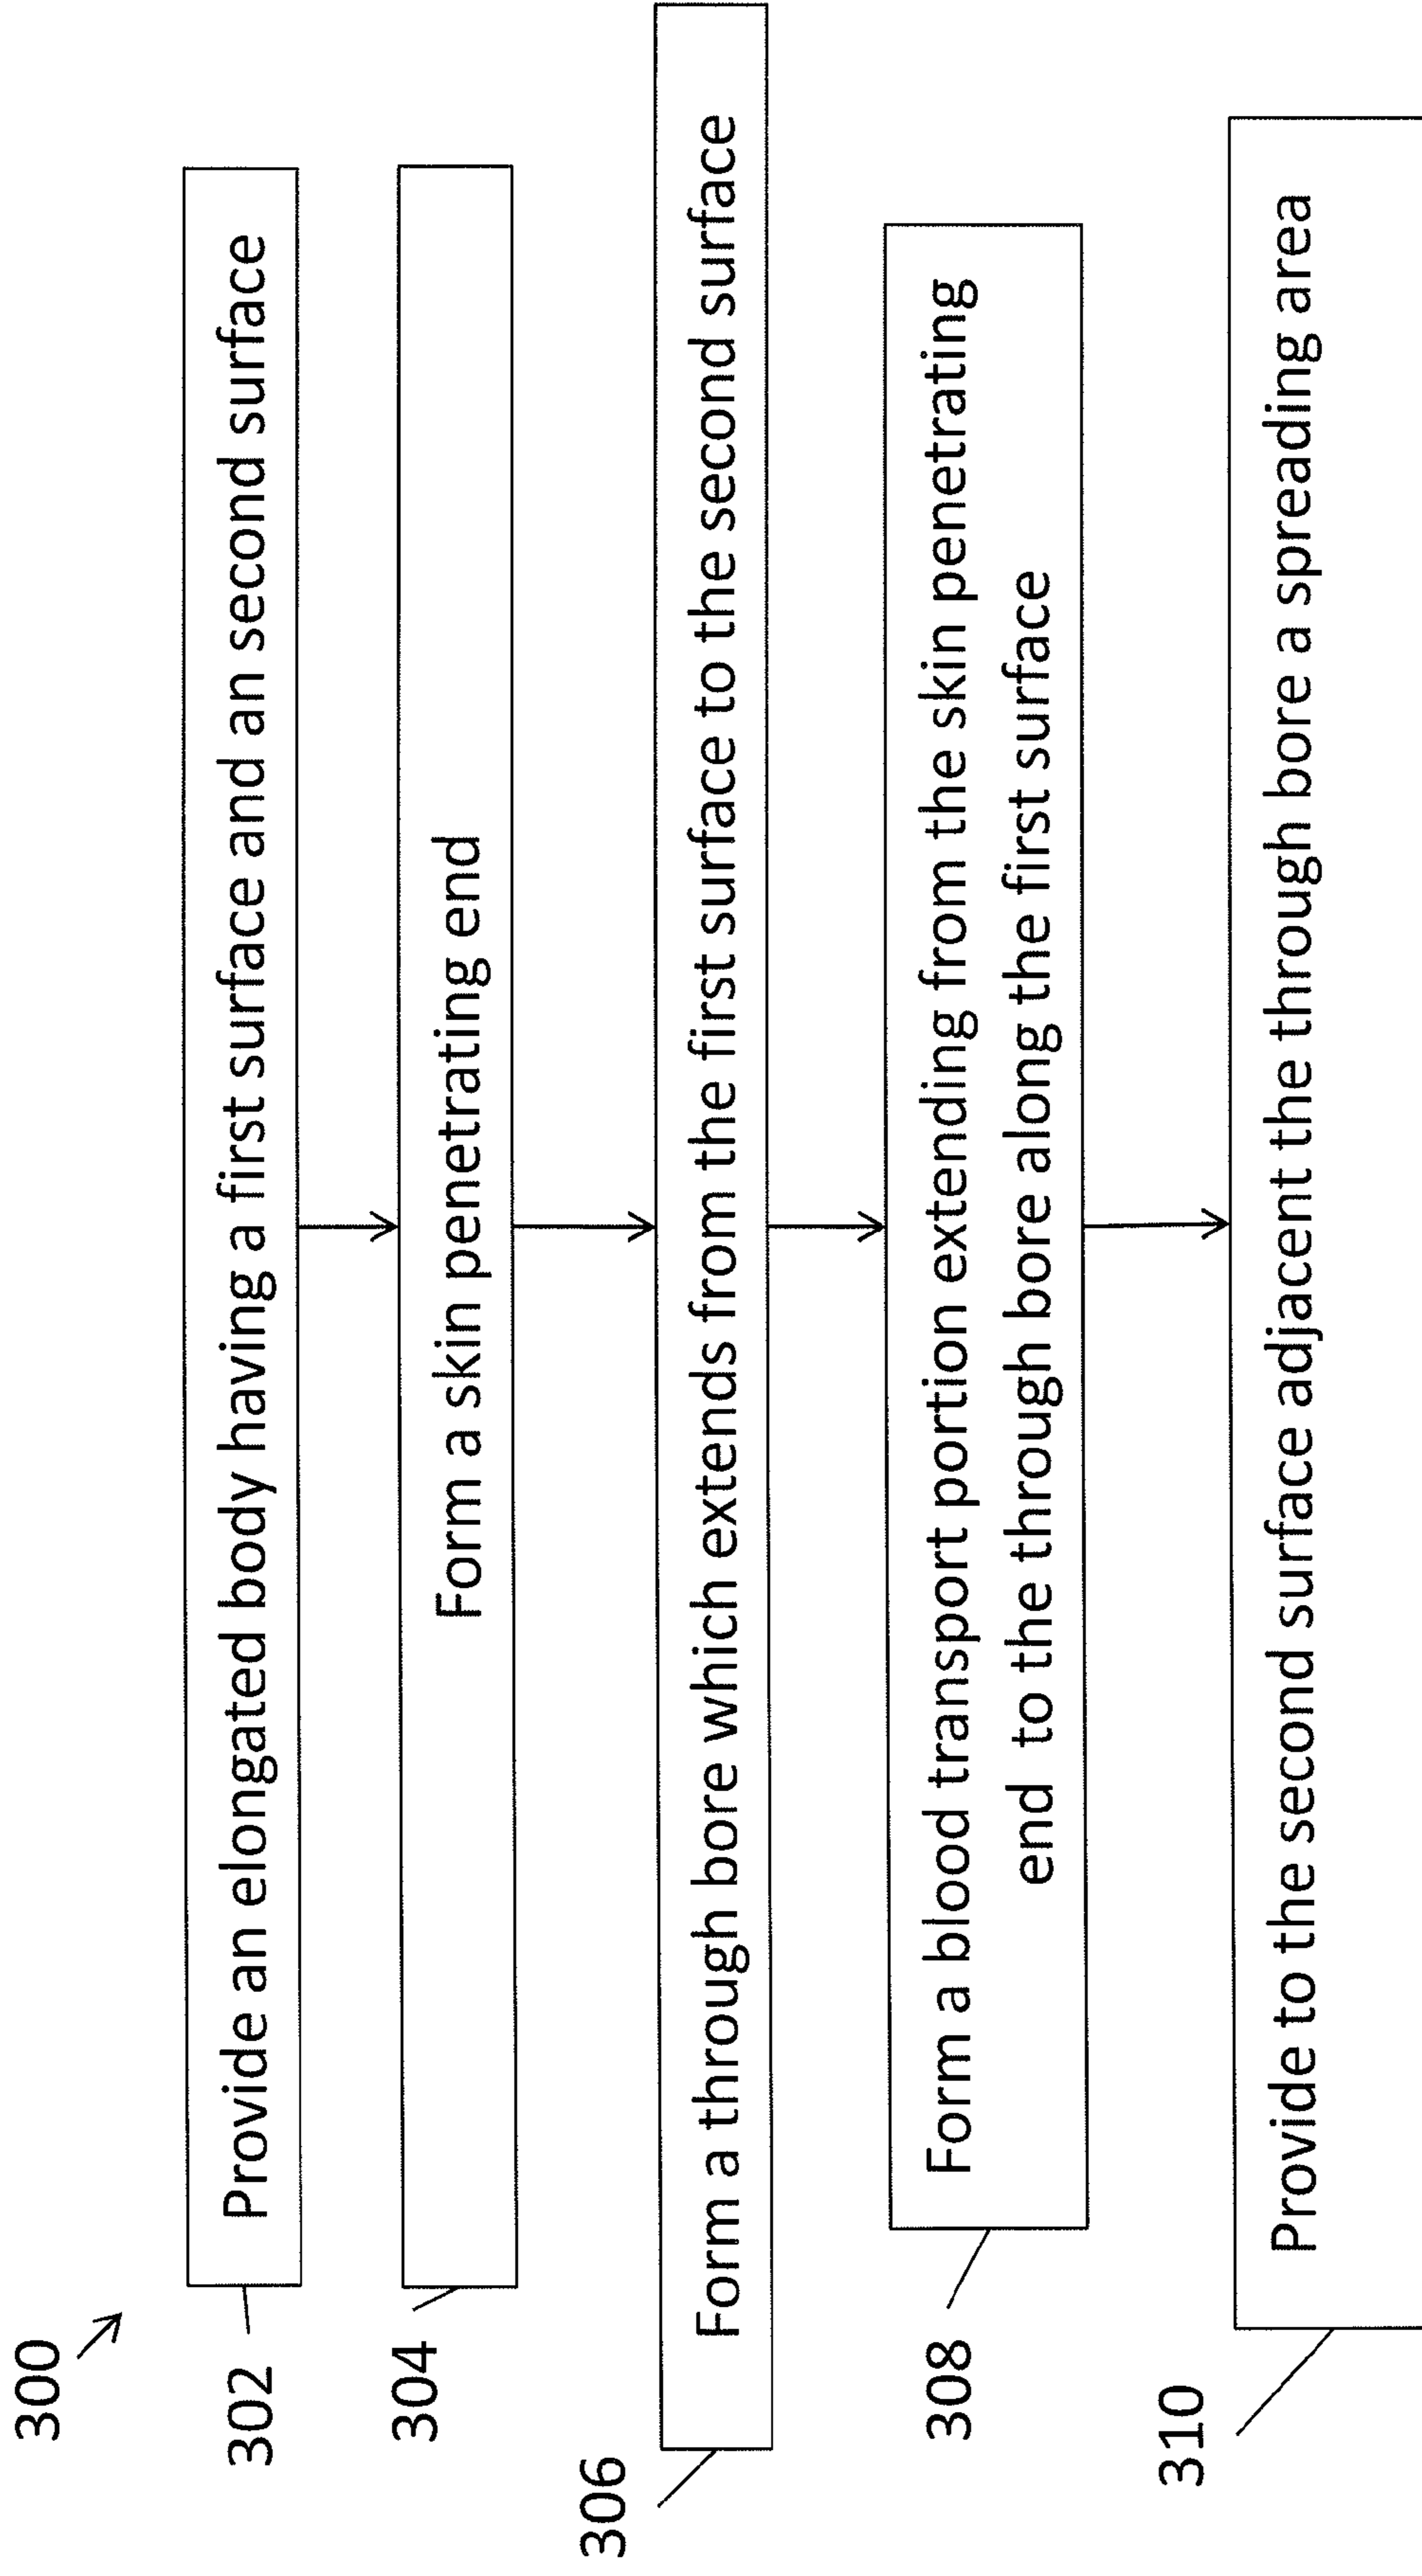 300
302
Provide an elongated body having a first surface and an second surface
304
Form a skin penetrating end
306
Form a through bore which extends from the first surface to the second surface
308
Form a blood transport portion extending from the skin penetrating
end to the through bore along the first surface
310
Provide to the second surface adjacent the through bore a spreading area